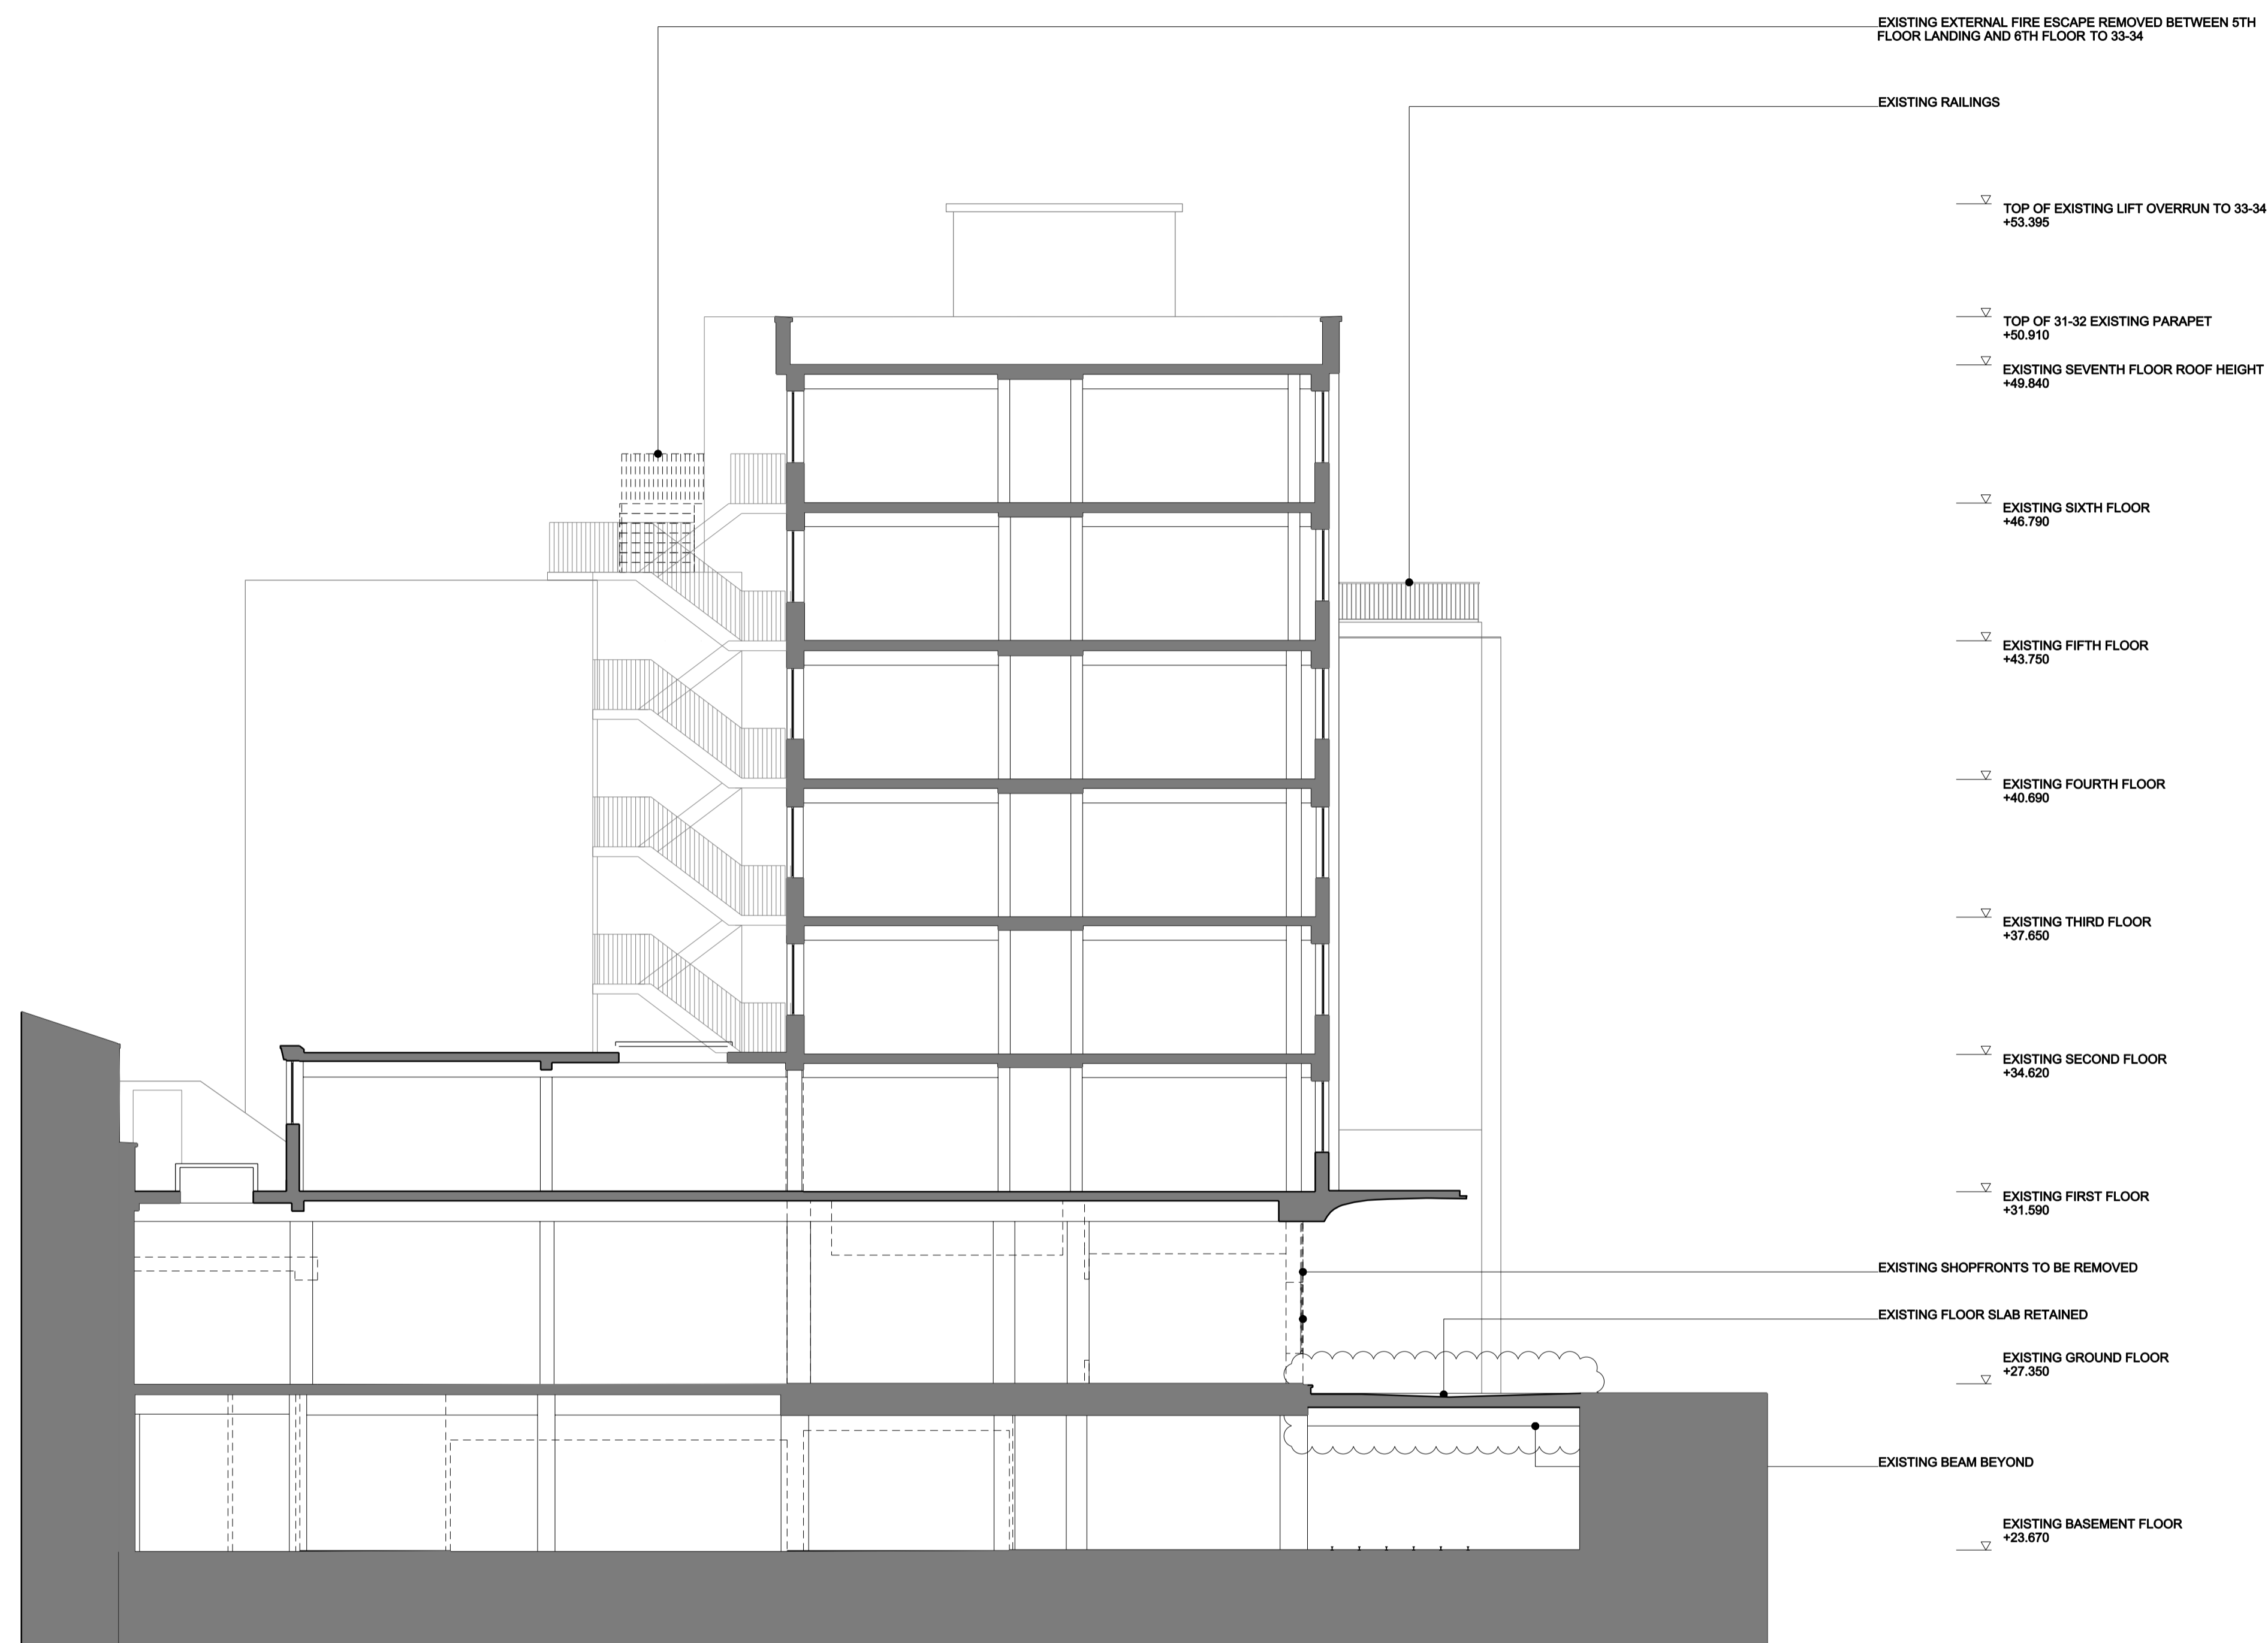 EXISTING EXTERNAL FIRE ESCAPE REMOVED BETWEEN 5TH
FLOOR LANDING AND 6TH FLOOR TO 33-34
EXISTING RAILINGS
TOP OF EXISTING LIFT OVERRUN TO 33-34
+53.395
TOP OF 31-32 EXISTING PARAPET
+50.910
EXISTING SEVENTH FLOOR ROOF HEIGHT
+49.840
EXISTING SIXTH FLOOR
+46.790
EXISTING FIFTH FLOOR
+43.750
EXISTING FOURTH FLOOR
+40.690
EXISTING THIRD FLOOR
+37.650
EXISTING SECOND FLOOR
+34.620
EXISTING FIRST FLOOR
+31.590
EXISTING SHOPFRONTS TO BE REMOVED
EXISTING FLOOR SLAB RETAINED
EXISTING GROUND FLOOR
+27.350
EXISTING BEAM BEYOND
EXISTING BASEMENT FLOOR
+23.670